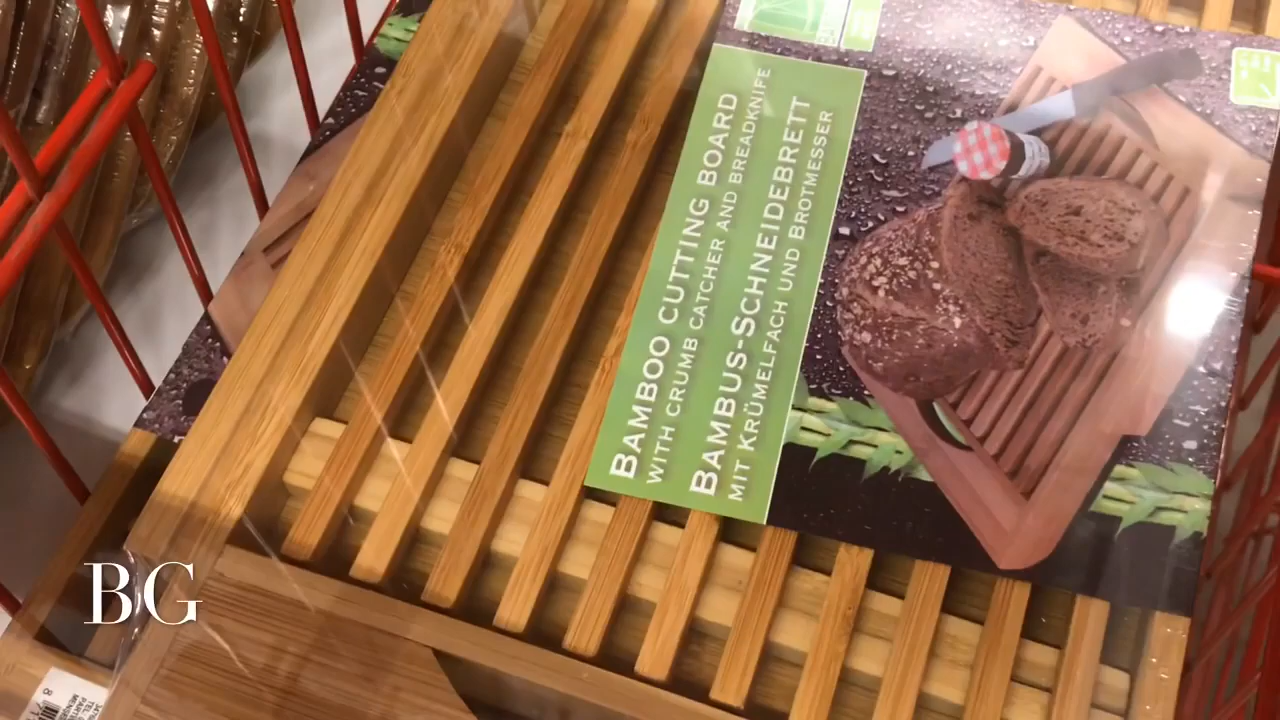 BAMBOO CUTTING BOARD
WITH CRUMB CATCHER AND BREADKNIFE
BAMBUS-SCHNEIDEBRETT
MIT KRÜMELFACH UND BROTMESSER
BG